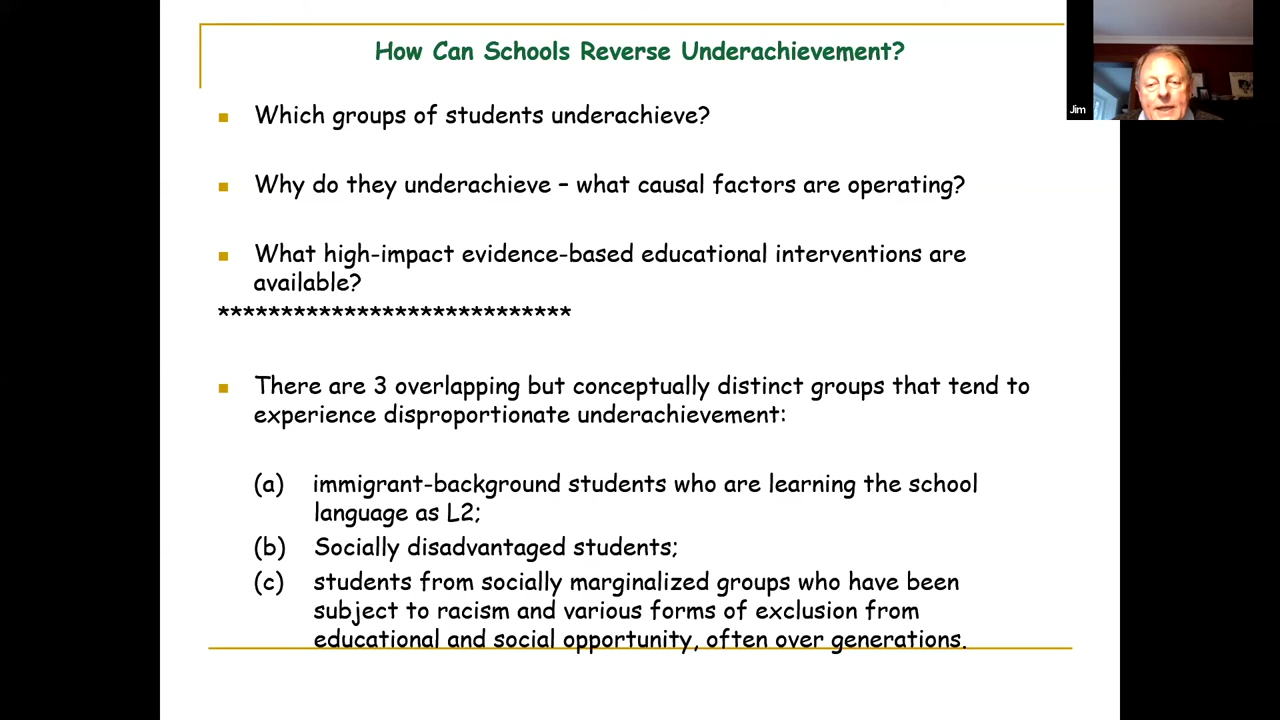 How Can Schools Reverse Underachievement?
Jim
Which groups of students underachieve?
Why do they underachieve – what causal factors are operating?
What high-impact evidence-based educational interventions are
available?
****************************
There are 3 overlapping but conceptually distinct groups that tend to
experience disproportionate underachievement:
(a) immigrant-background students who are learning the school
language as L2;
(b) Socially disadvantaged students;
(c) students from socially marginalized groups who have been
subject to racism and various forms of exclusion from
educational and social opportunity, often over generations.